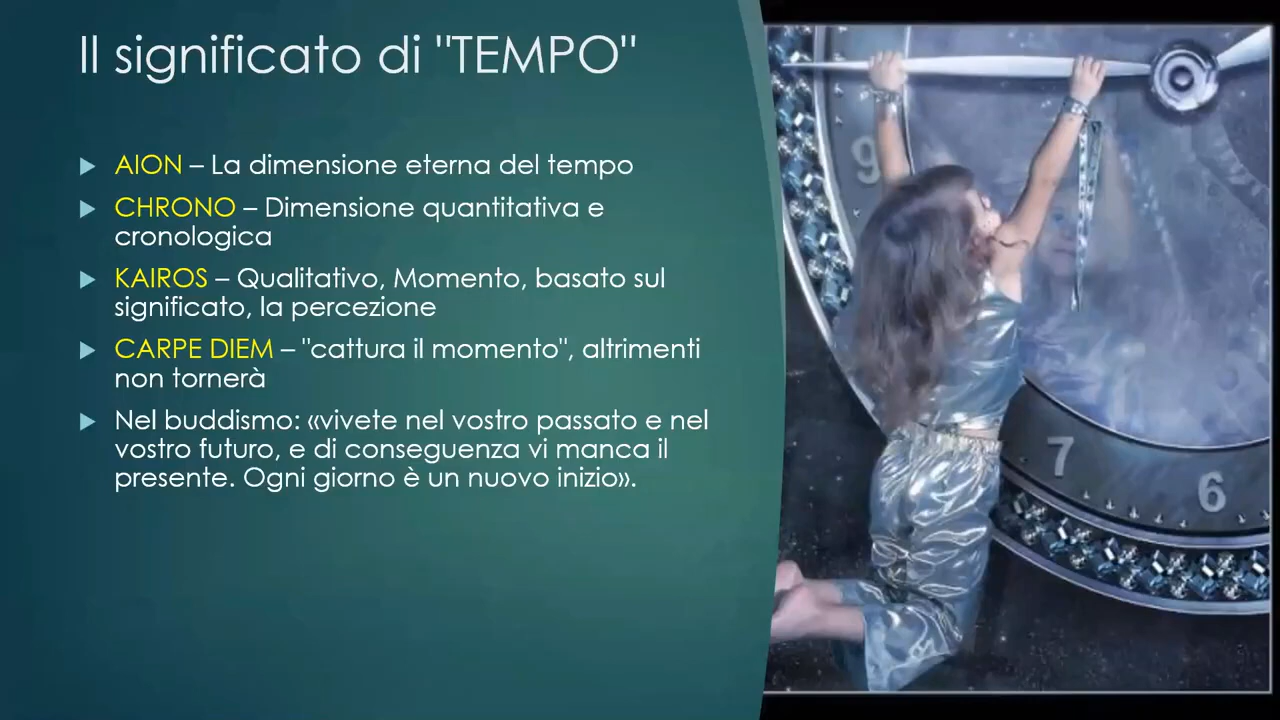 Il significato di "TEMPO"
AION – La dimensione eterna del tempo
CHRONO – Dimensione quantitativa e
cronologica
KAIROS – Qualitativo, Momento, basato sul
significato, la percezione
CARPE DIEM – "cattura il momento", altrimenti
non tornerà
Nel buddismo: «vivete nel vostro passato e nel
vostro futuro, e di conseguenza vi manca il
presente. Ogni giorno è un nuovo inizio».
9
7
6